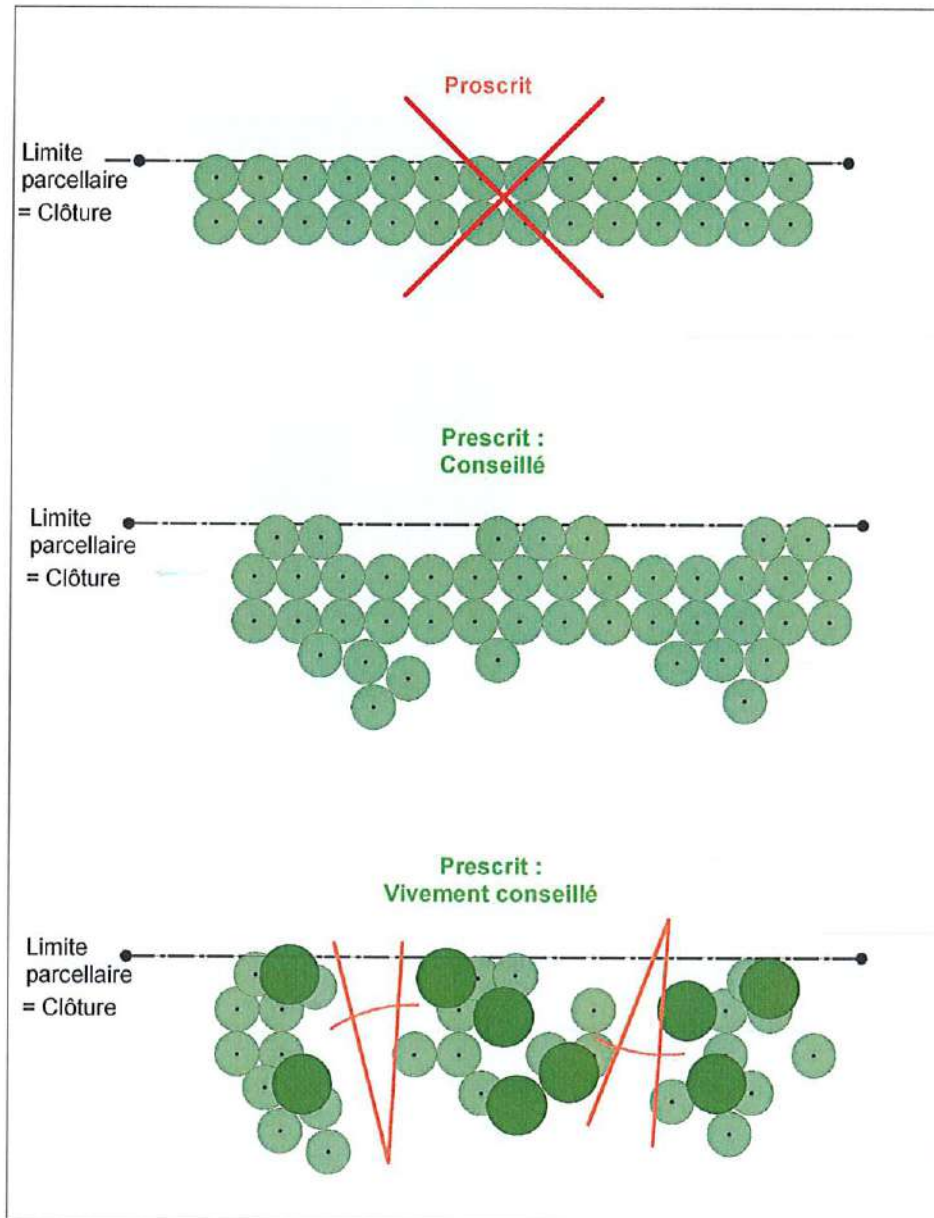 Proscrit
Limite
parcellaire
= Clôture
Prescrit :
Conseillé
Limite
parcellaire
= Clôture
Prescrit :
Vivement conseillé
Limite
parcellaire
= Clôture